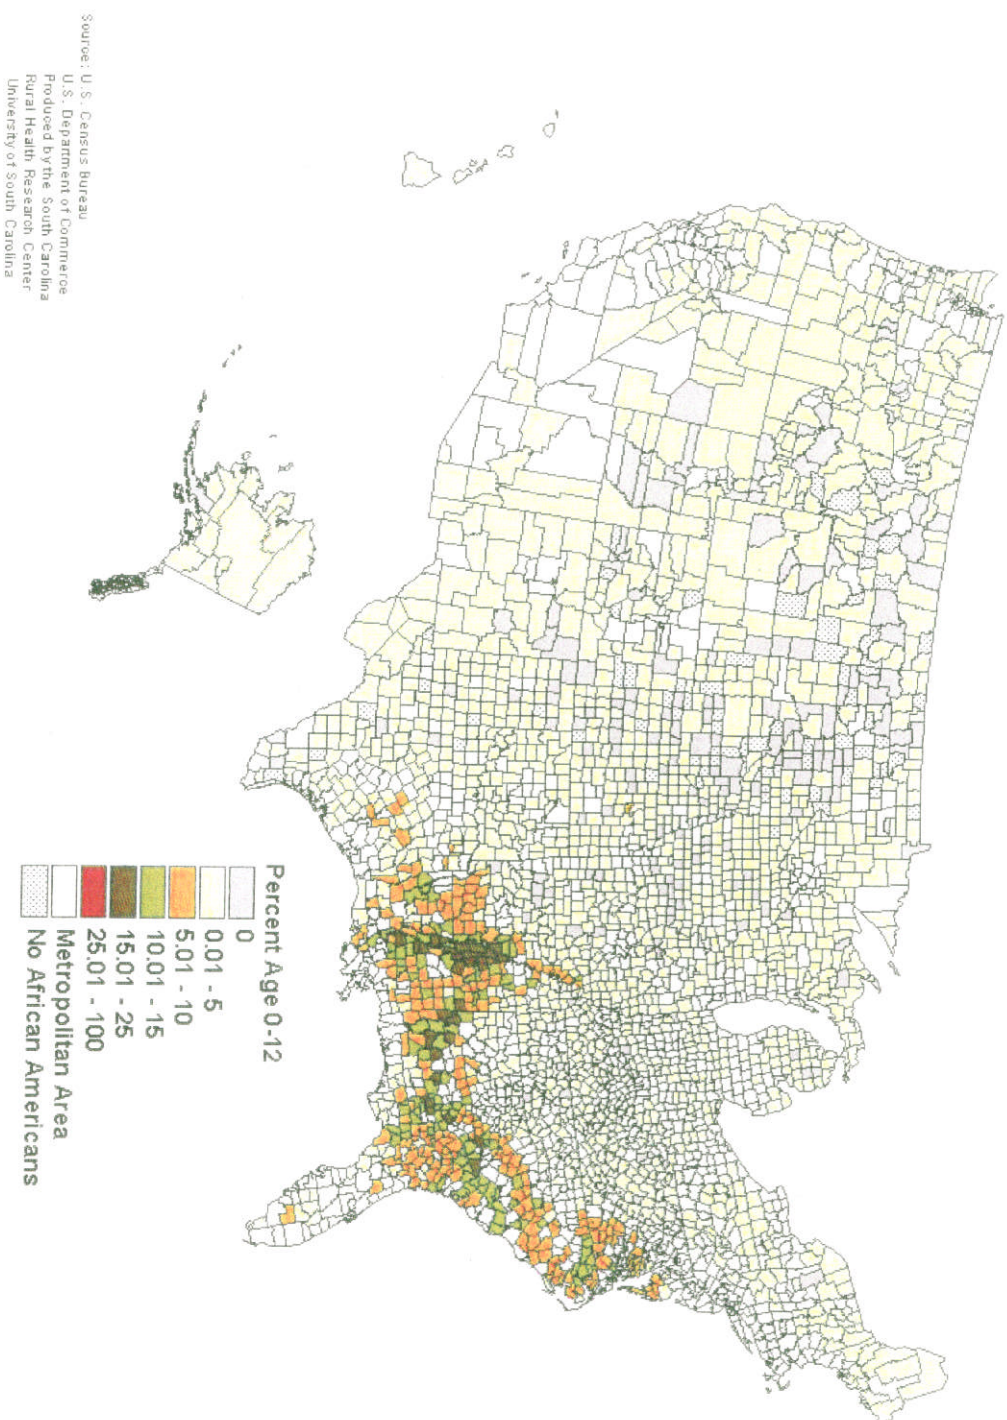 Percent Age 0-12
0
0.01 - 5
5.01 - 10
10.01 - 15
15.01 - 25
25.01 - 100
Metropolitan Area
No African Americans
Source: U.S. Census Bureau
U.S. Department of Commerce
Produced by the South Carolina
Rural Health Research Center
University of South Carolina